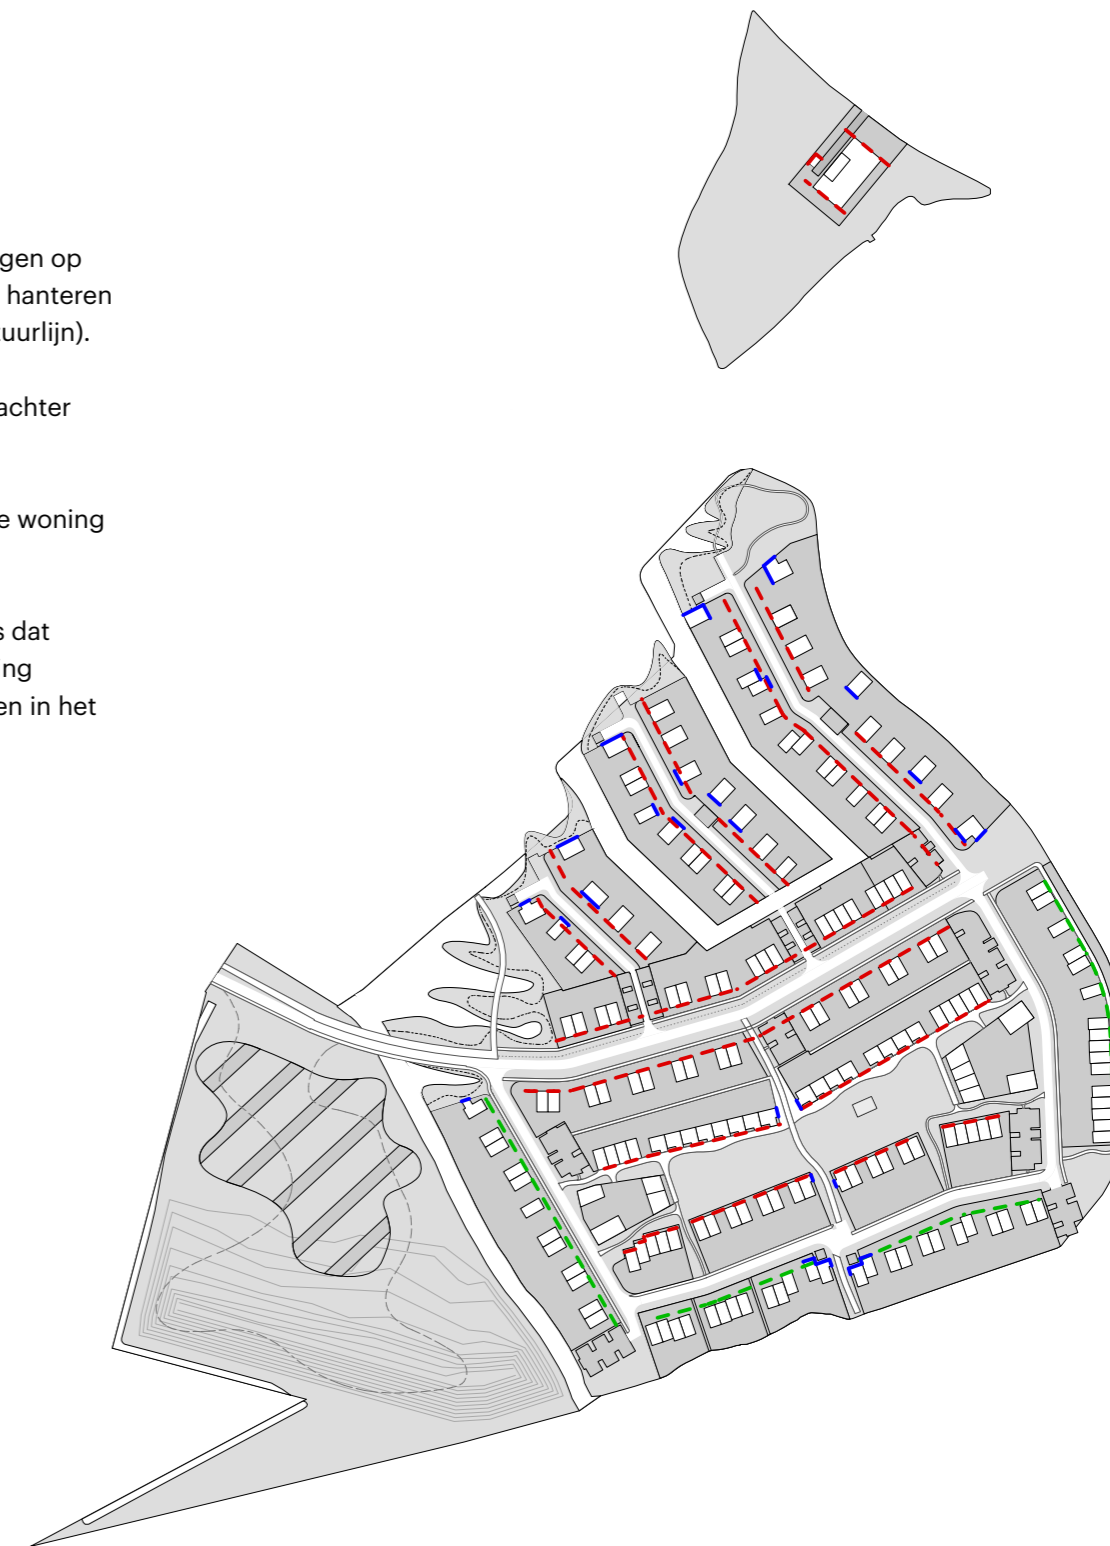 gen op
hanteren
uurlijn).
achter
e woning
s dat
ng
en in het